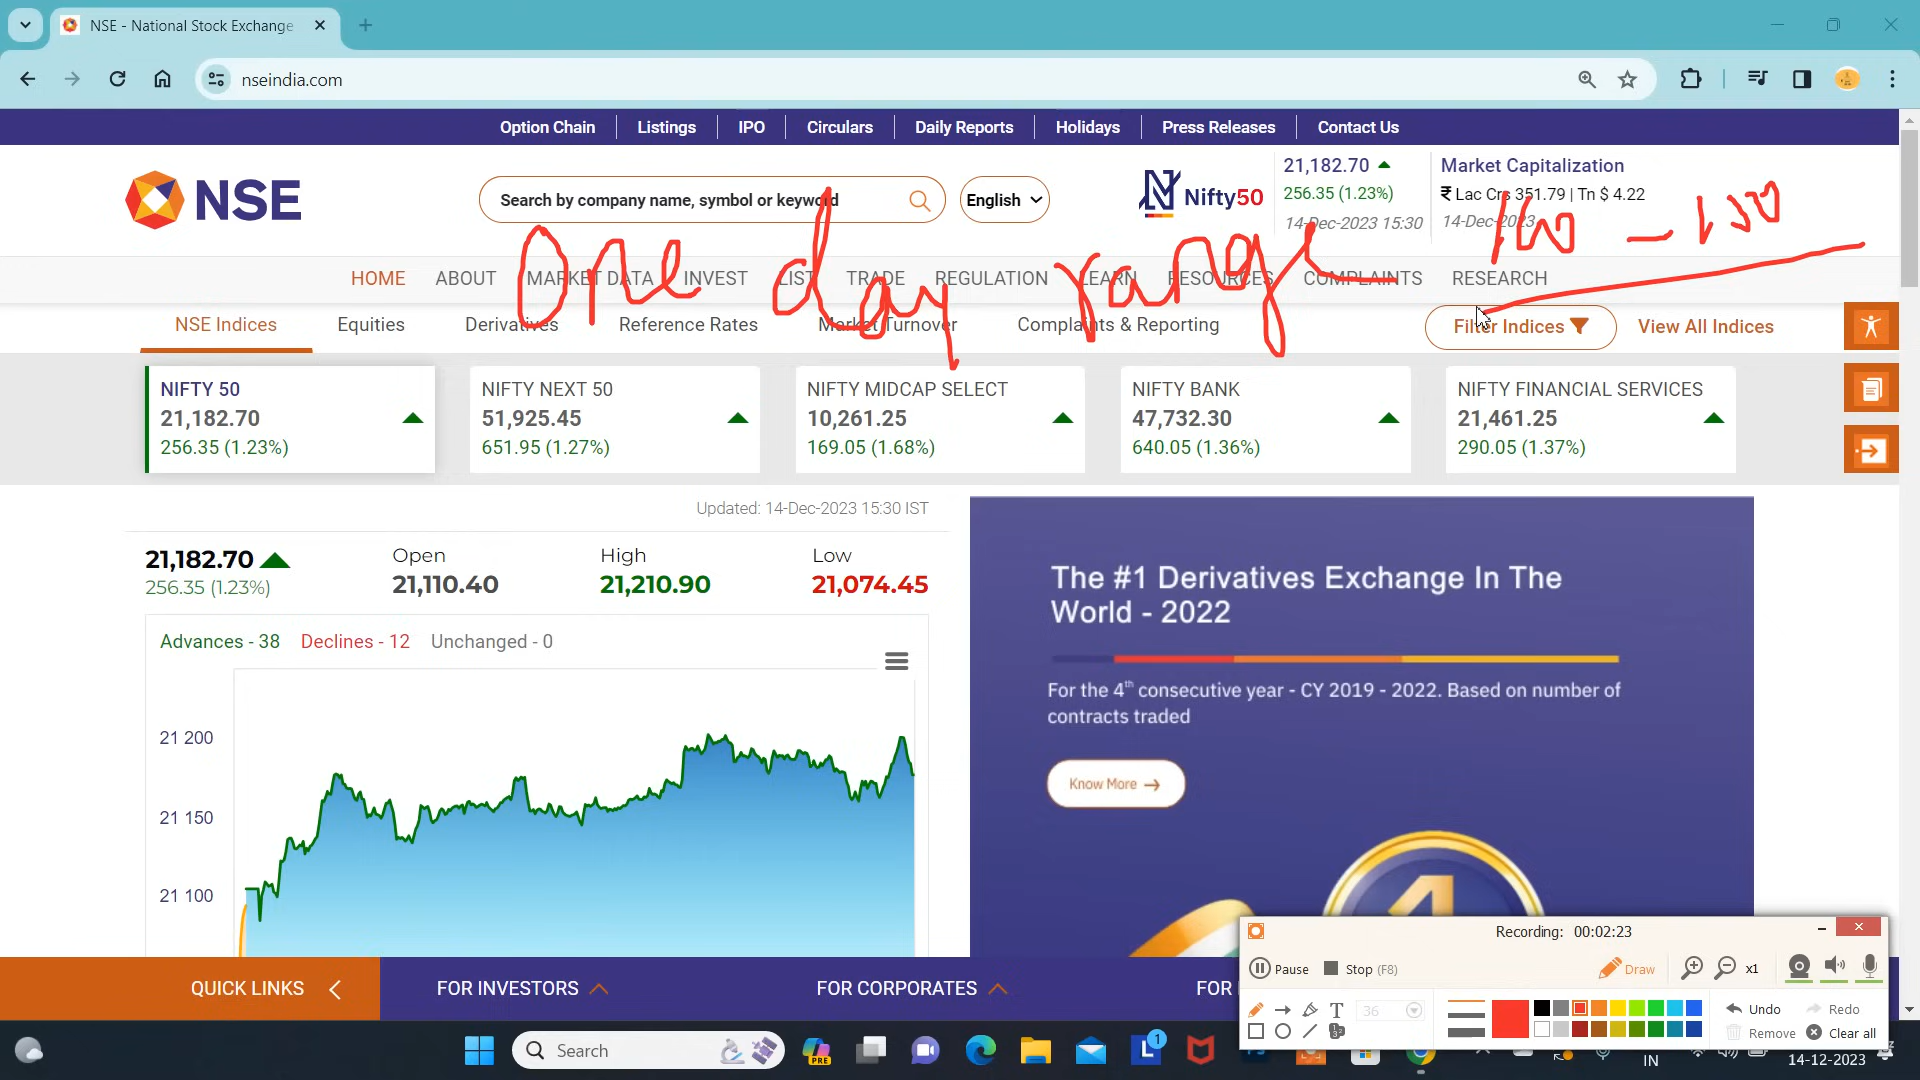 NSE - National Stock Exchange
nseindia.com
Option Chain
Listings
IPO
Circulars
Daily Reports
Holidays
Press Releases
Contact Us
NSE
Search by company name, symbol or keyword
English
Nifty50
21,182.70
256.35 (1.23%)
14-Dec-2023 15:30
Market Capitalization
₹ Lac Crs 351.79 | Tn $ 4.22
14-Dec-2023
One day range 100 - 150
HOME
ABOUT
MARKET DATA
INVEST
LIST
TRADE
REGULATION
LEARN
RESOURCES
COMPLAINTS
RESEARCH
NSE Indices
Equities
Derivatives
Reference Rates
Market Turnover
Complaints & Reporting
Filter Indices
View All Indices
NIFTY 50
21,182.70
256.35 (1.23%)
NIFTY NEXT 50
51,925.45
651.95 (1.27%)
NIFTY MIDCAP SELECT
10,261.25
169.05 (1.68%)
NIFTY BANK
47,732.30
640.05 (1.36%)
NIFTY FINANCIAL SERVICES
21,461.25
290.05 (1.37%)
Updated: 14-Dec-2023 15:30 IST
21,182.70
256.35 (1.23%)
Open
21,110.40
High
21,210.90
Low
21,074.45
Advances - 38
Declines - 12
Unchanged - 0
21 200
21 150
21 100
The #1 Derivatives Exchange In The
World - 2022
For the 4th consecutive year - CY 2019 - 2022. Based on number of
contracts traded
Know More →
4
Recording: 00:02:23
Pause
Stop (F8)
Draw
x1
T
36
Undo
Redo
Remove
Clear all
QUICK LINKS
FOR INVESTORS
FOR CORPORATES
FOR
Search
PRE
L
1
IN
14-12-2023